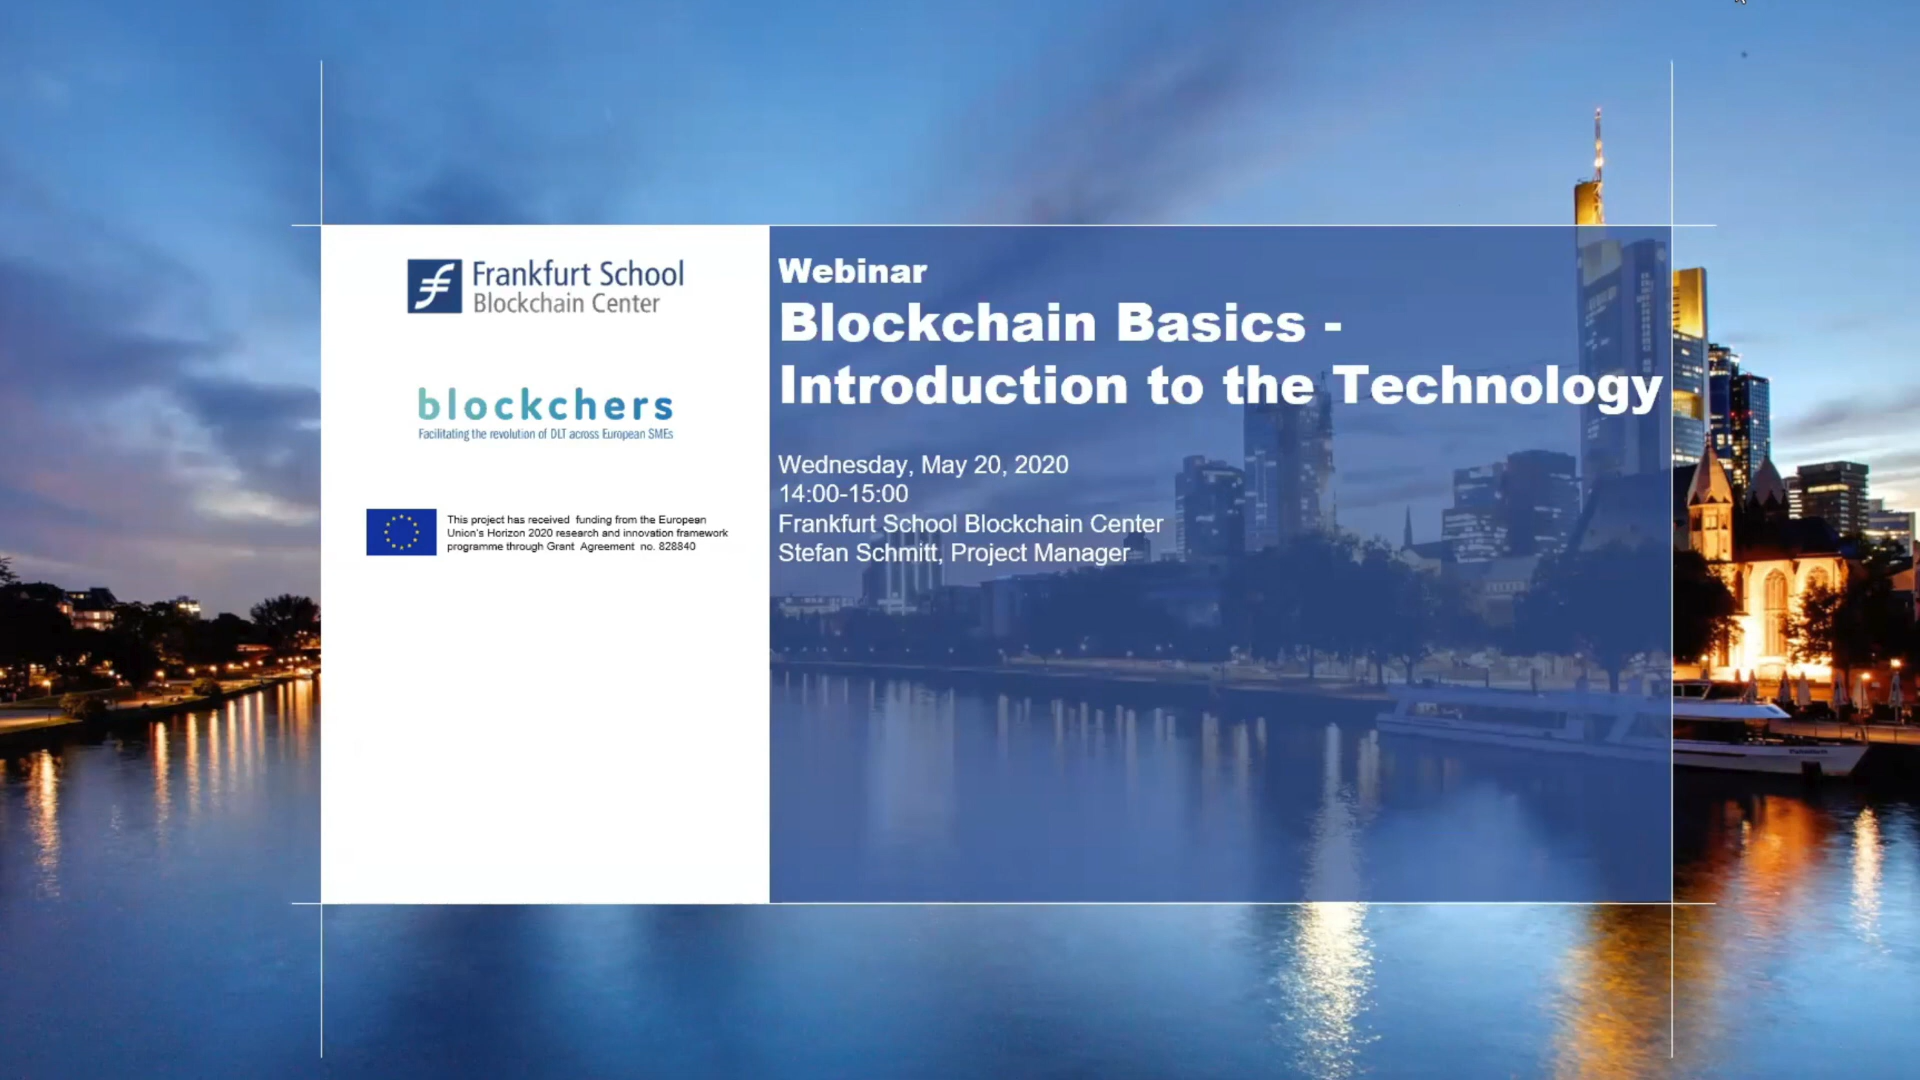 Frankfurt School
Blockchain Center
blockchers
Facilitating the revolution of DLT across European SMEs
This project has received funding from the European
Union's Horizon 2020 research and innovation framework
programme through Grant Agreement no. 828840
Webinar
Blockchain Basics -
Introduction to the Technology
Wednesday, May 20, 2020
14:00-15:00
Frankfurt School Blockchain Center
Stefan Schmitt, Project Manager